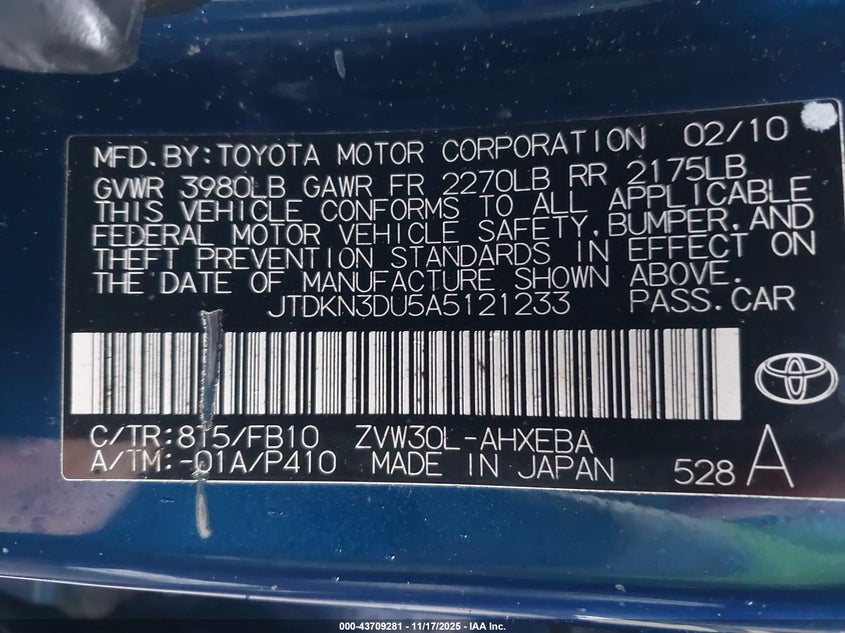 MFD.BY:TOYOTA MOTOR CORPORATION 02/10
GVWR 3980LB GAWR FR 2270LB RR 2175LB
THIS VEHICLE CONFORMS TO ALL APPLICABLE
FEDERAL MOTOR VEHICLE SAFETY,BUMPER,AND
THEFT PREVENTION STANDARDS IN EFFECT ON
THE DATE OF MANUFACTURE SHOWN ABOVE.
JTDKN3DU5A5121233 PASS.CAR
C/TR:8T5/FB10 ZVW30L-AHXEBA
A/TM:-01A/P410 MADE IN JAPAN 528 A
000-43709281 | 11/17/2025 | IAA Inc.